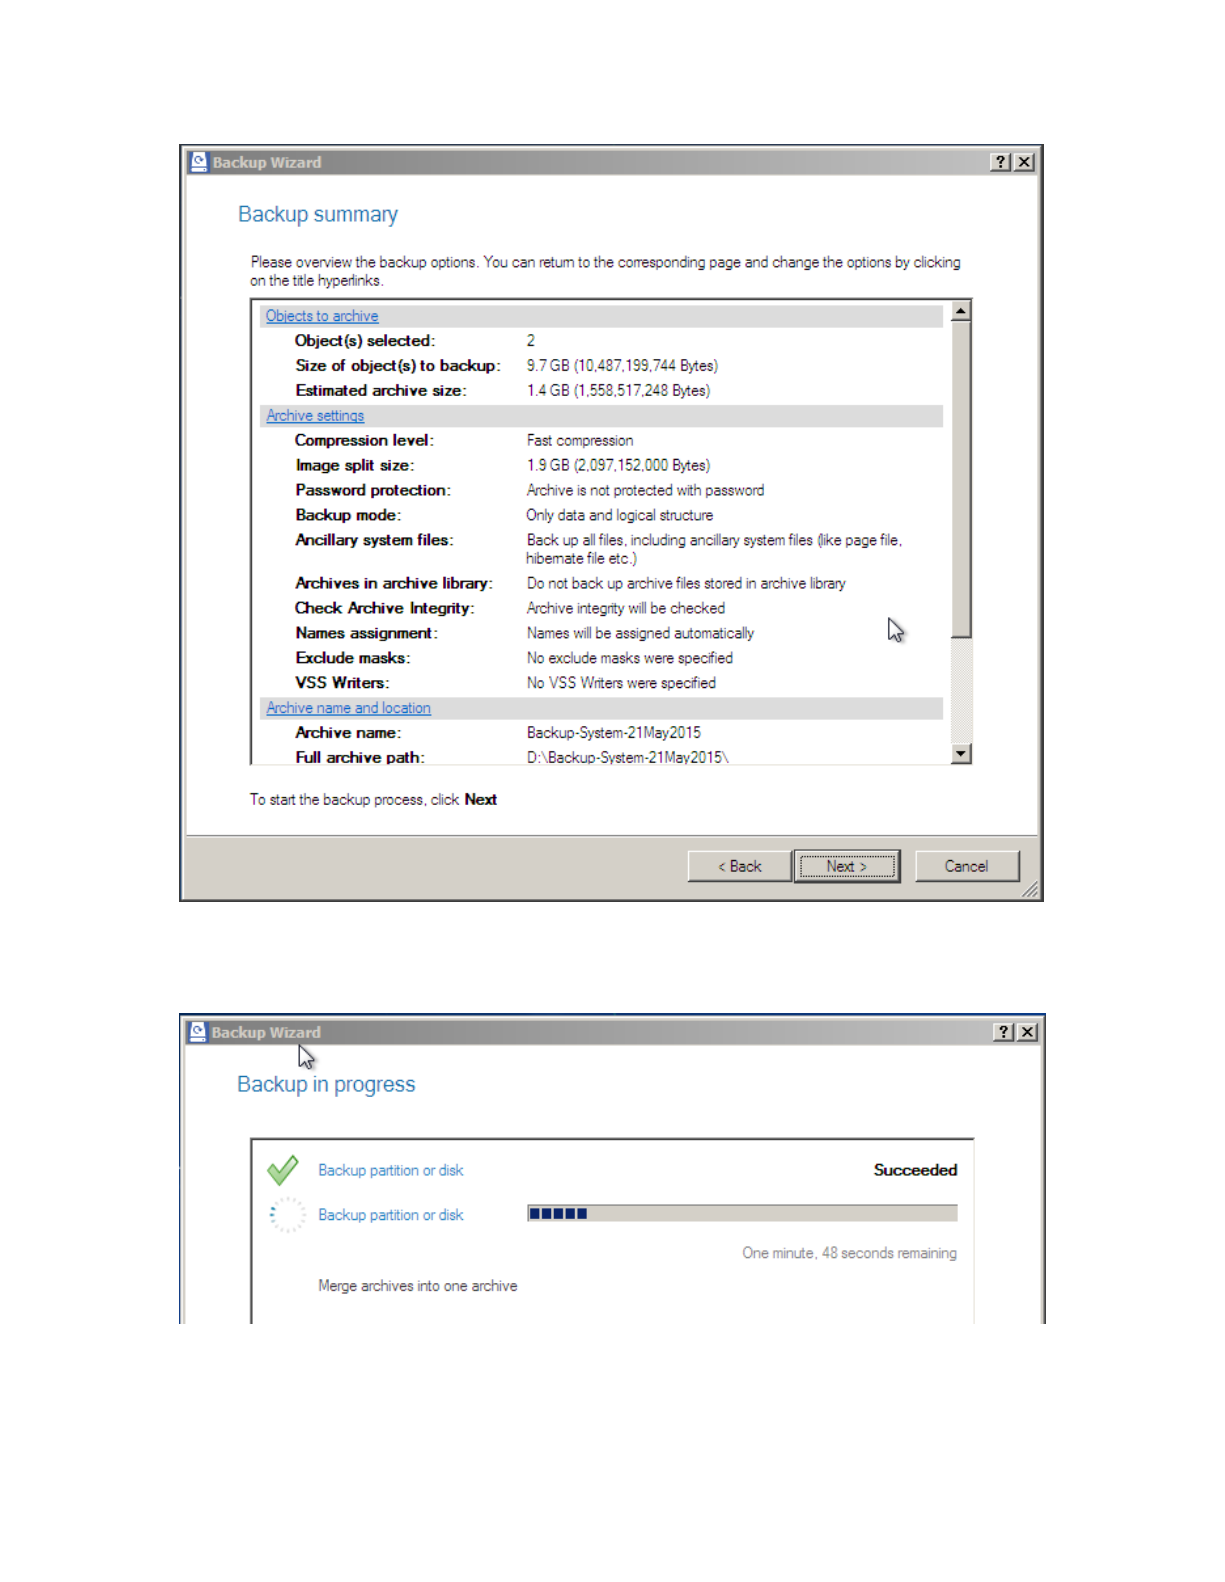 Backup Wizard
Backup summary
Please overview the backup options. You can return to the corresponding page and change the options by clicking
on the title hyperlinks.
Objects to archive
Object(s) selected: 2
Size of object(s) to backup: 9.7 GB (10,487,199,744 Bytes)
Estimated archive size: 1.4 GB (1,558,517,248 Bytes)
Archive settings
Compression level: Fast compression
Image split size: 1.9 GB (2,097,152,000 Bytes)
Password protection: Archive is not protected with password
Backup mode: Only data and logical structure
Ancillary system files: Back up all files, including ancillary system files (like page file,
hibernate file etc.)
Archives in archive library: Do not back up archive files stored in archive library
Check Archive Integrity: Archive integrity will be checked
Names assignment: Names will be assigned automatically
Exclude masks: No exclude masks were specified
VSS Writers: No VSS Writers were specified
Archive name and location
Archive name: Backup-System-21May2015
Full archive path: D:\Backup-System-21May2015\
To start the backup process, click Next
< Back Next > Cancel
Backup Wizard
Backup in progress
Backup partition or disk Succeeded
Backup partition or disk
One minute, 48 seconds remaining
Merge archives into one archive